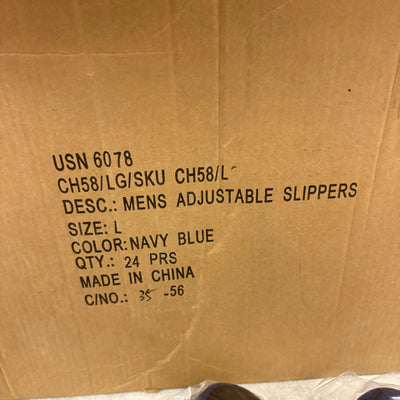 USN 6078
CH58/LG/SKU CH58/L
DESC.: MENS ADJUSTABLE SLIPPERS
SIZE: L
COLOR: NAVY BLUE
QTY.: 24 PRS
MADE IN CHINA
C/NO.: 35 -56